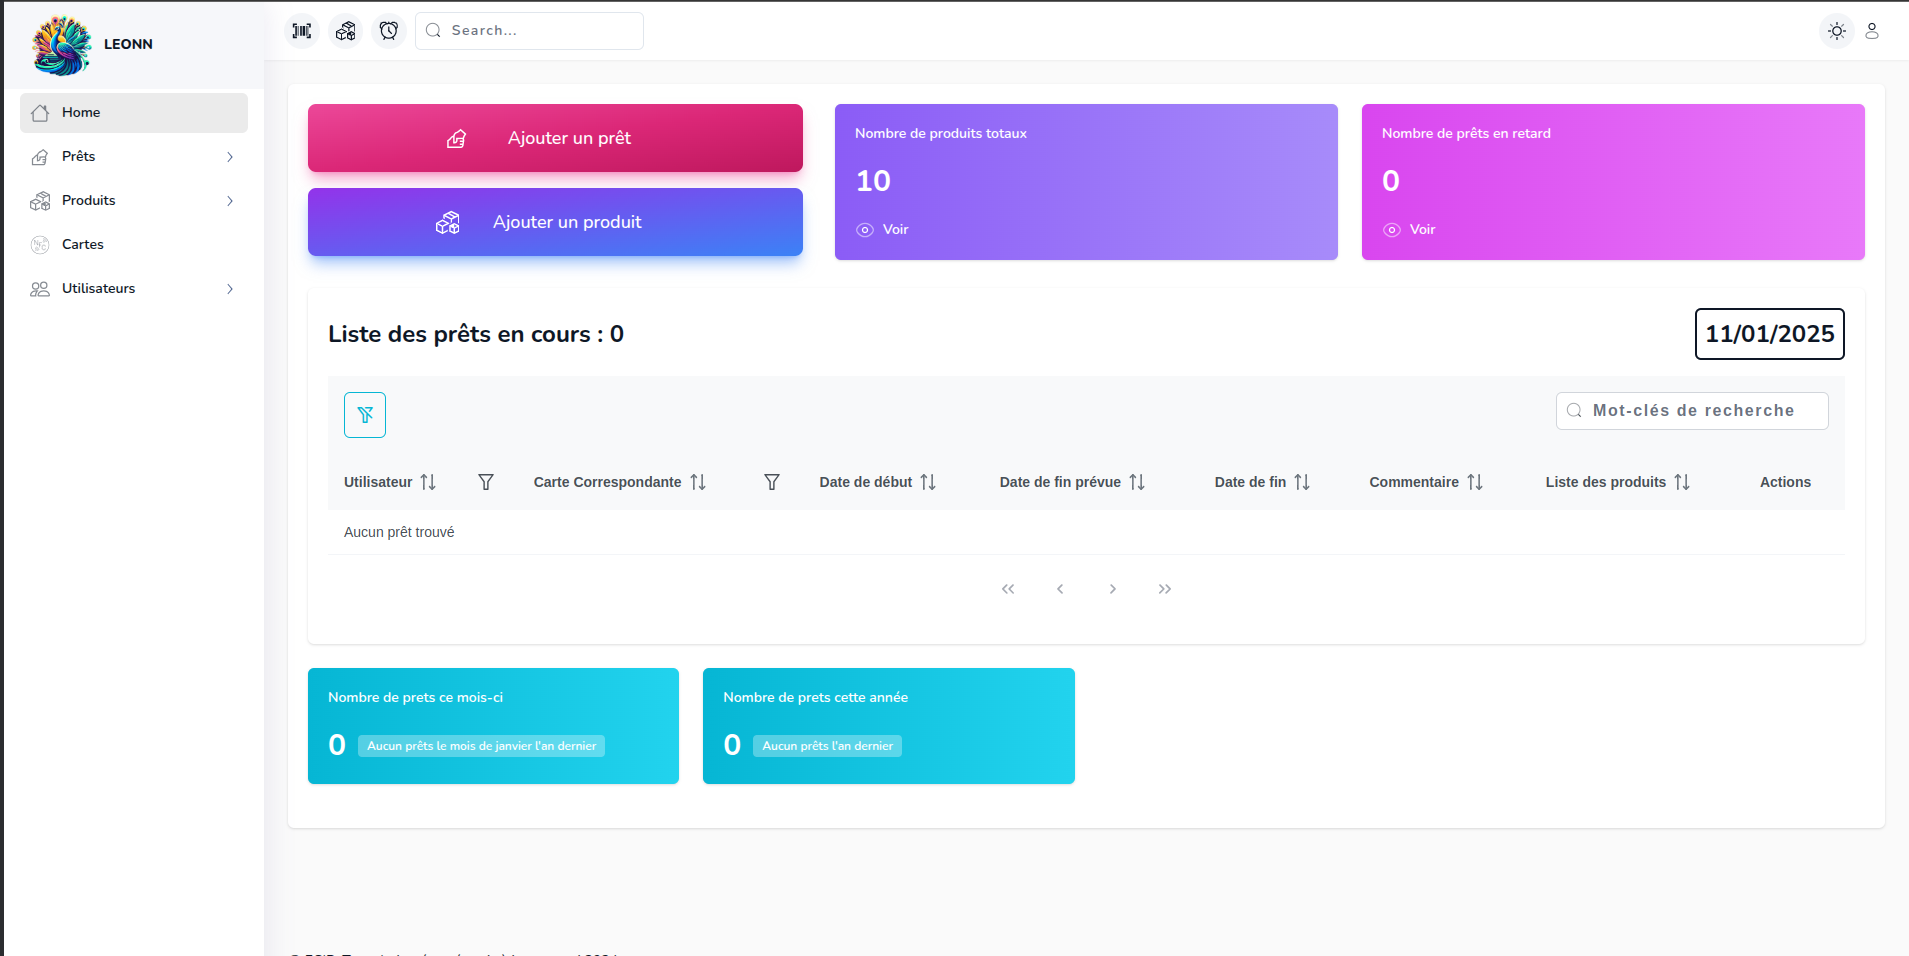 LEONN
Search...
Home
Prêts
Produits
Cartes
Utilisateurs
Ajouter un prêt
Ajouter un produit
Nombre de produits totaux
10
Voir
Nombre de prêts en retard
0
Voir
Liste des prêts en cours : 0
11/01/2025
Mot-clés de recherche
Utilisateur Carte Correspondante Date de début Date de fin prévue Date de fin Commentaire Liste des produits Actions
Aucun prêt trouvé
Nombre de prets ce mois-ci
0 Aucun prêts le mois de janvier l'an dernier
Nombre de prets cette année
0 Aucun prêts l'an dernier